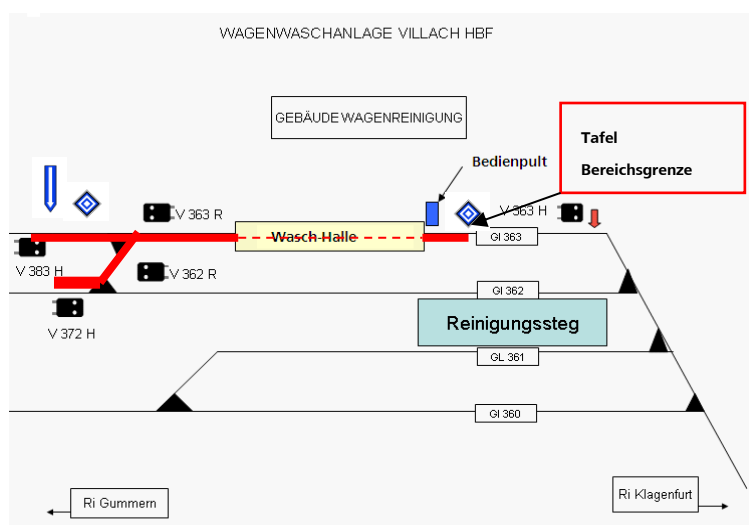 WAGENWASCHANLAGE VILLACH HBF
GEBÄUDE WAGENREINIGUNG
Tafel
Bereichsgrenze
Bedienpult
V 363 R
V 363 H
Wasch-Halle
Gl 363
V 383 H
V 362 R
Gl 362
V 372 H
Reinigungssteg
GL 361
Gl 360
Ri Gummern
Ri Klagenfurt